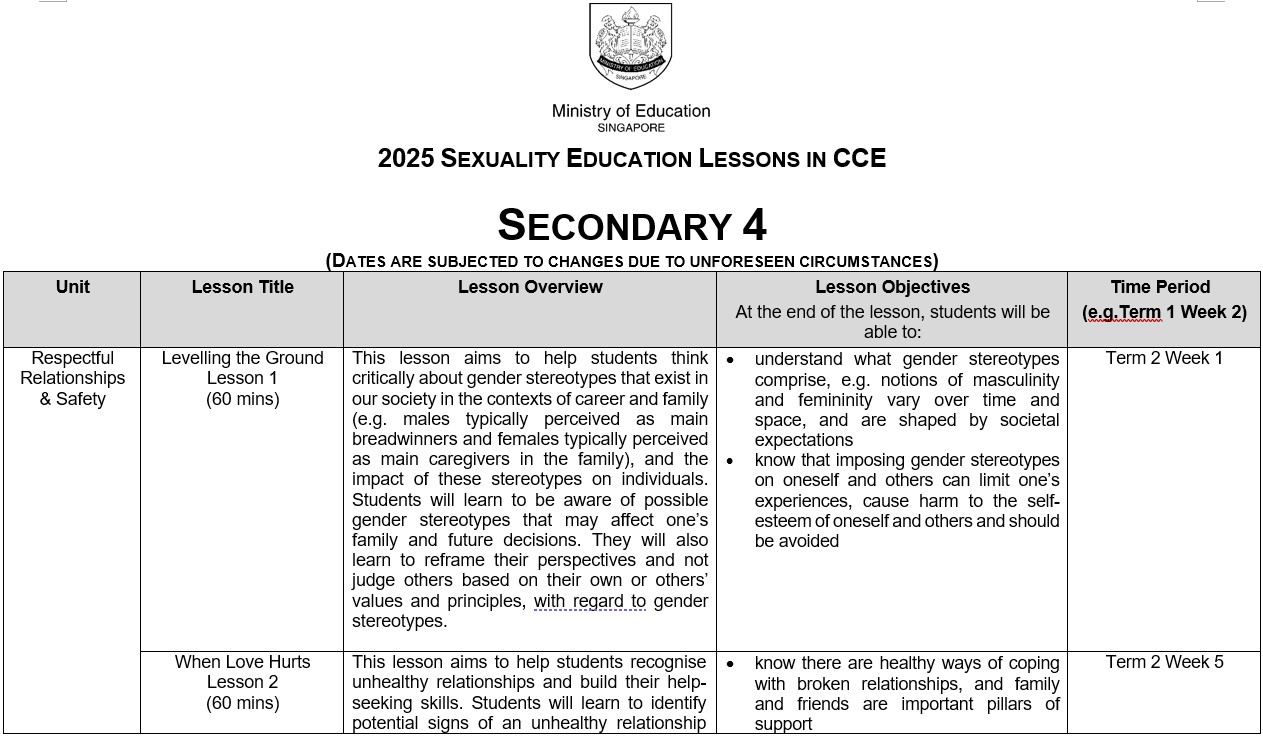 MINISTRY OF EDUCATION
SINGAPORE
Ministry of Education
SINGAPORE
2025 SEXUALITY EDUCATION LESSONS IN CCE
SECONDARY 4
(DATES ARE SUBJECTED TO CHANGES DUE TO UNFORESEEN CIRCUMSTANCES)
Unit
Lesson Title
Lesson Overview
Lesson Objectives
At the end of the lesson, students will be
able to:
Time Period
(e.g.Term 1 Week 2)
Respectful
Relationships
& Safety
Levelling the Ground
Lesson 1
(60 mins)
This lesson aims to help students think
critically about gender stereotypes that exist in
our society in the contexts of career and family
(e.g. males typically perceived as main
breadwinners and females typically perceived
as main caregivers in the family), and the
impact of these stereotypes on individuals.
Students will learn to be aware of possible
gender stereotypes that may affect one's
family and future decisions. They will also
learn to reframe their perspectives and not
judge others based on their own or others'
values and principles, with regard to gender
stereotypes.
• understand what gender stereotypes
comprise, e.g. notions of masculinity
and femininity vary over time and
space, and are shaped by societal
expectations
• know that imposing gender stereotypes
on oneself and others can limit one's
experiences, cause harm to the self-
esteem of oneself and others and should
be avoided
Term 2 Week 1
When Love Hurts
Lesson 2
(60 mins)
This lesson aims to help students recognise
unhealthy relationships and build their help-
seeking skills. Students will learn to identify
potential signs of an unhealthy relationship
• know there are healthy ways of coping
with broken relationships, and family
and friends are important pillars of
support
Term 2 Week 5